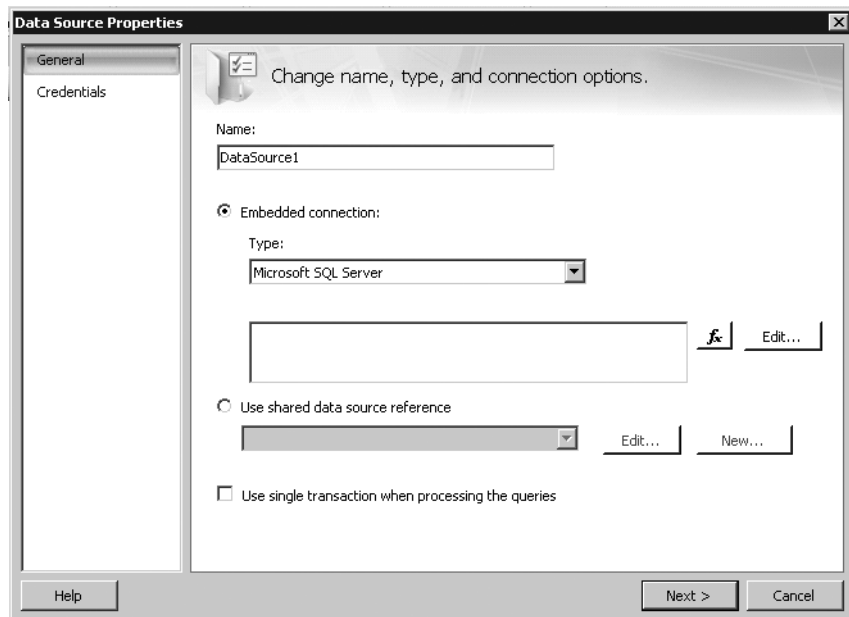 Data Source Properties
General
Credentials
Change name, type, and connection options.
Name:
DataSource1
Embedded connection:
Type:
Microsoft SQL Server
fx
Edit...
Use shared data source reference
Edit...
New...
Use single transaction when processing the queries
Help
Next >
Cancel